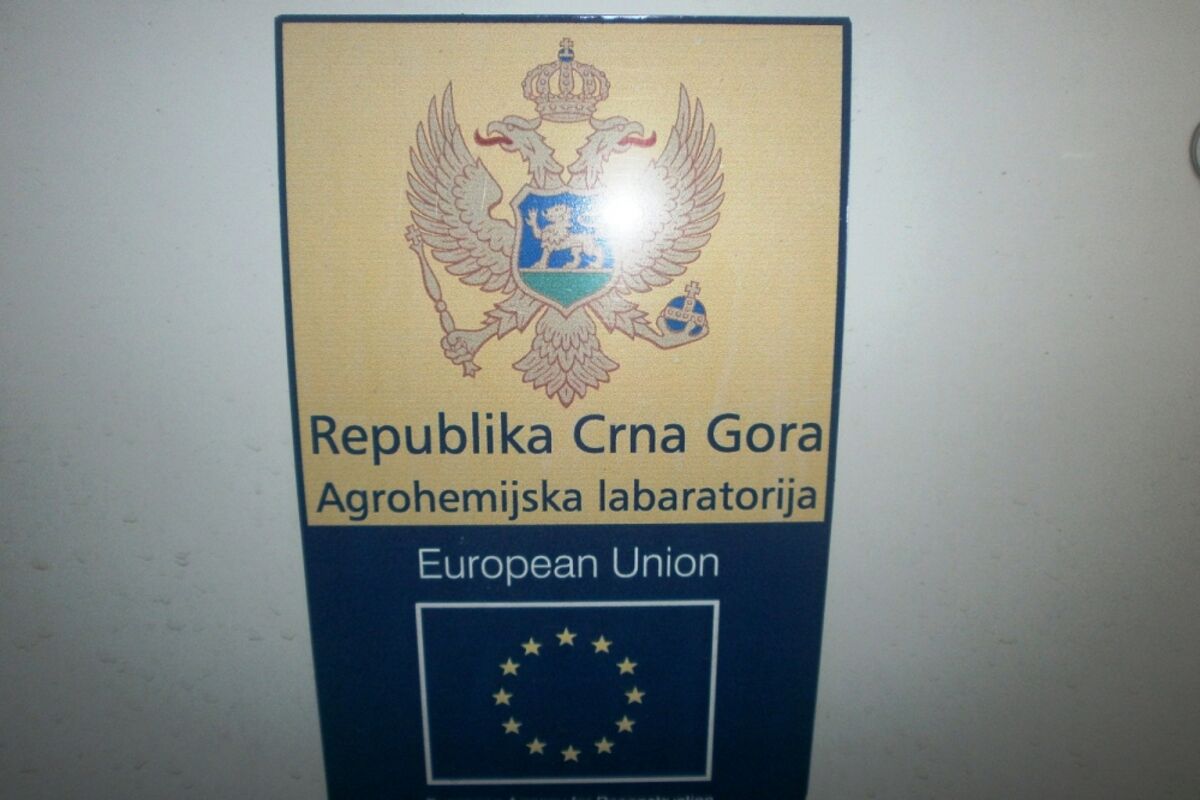 Republika Crna Gora
Agrohemijska labaratorija
European Union